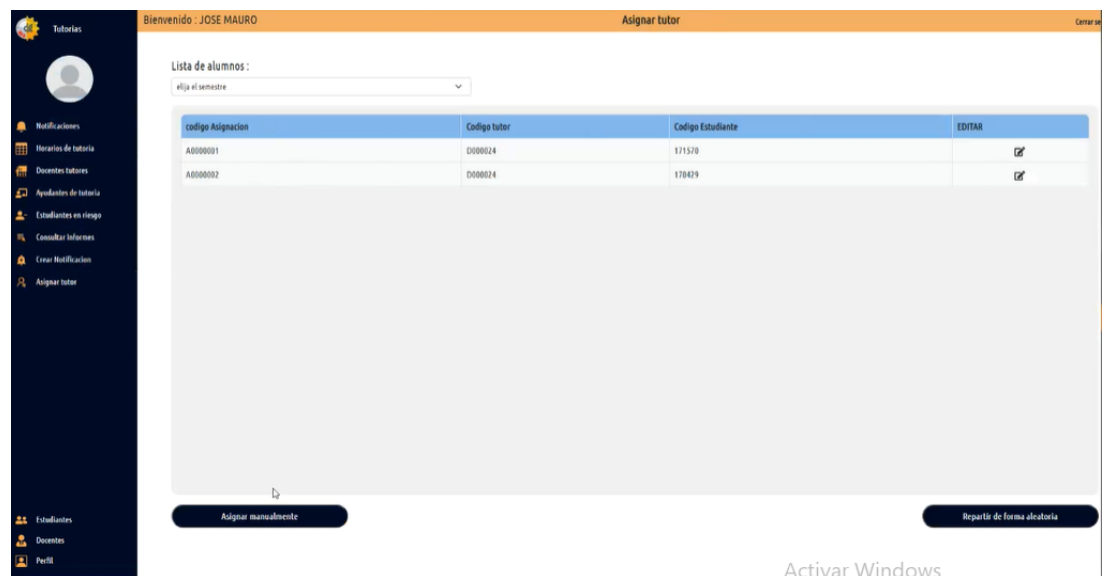 Tutorias
Bienvenido : JOSE MAURO
Asignar tutor
Cerrar se
Notificaciones
Horarios de tutoria
Docentes tutores
Ayudantes de tutoria
Estudiantes en riesgo
Consultar Informes
Crear Notificacion
Asignar tutor
Estudiantes
Docentes
Perfil
Lista de alumnos :
elija el semestre
codigo Asignacion Codigo tutor Codigo Estudiante EDITAR
A0000001 D000024 171570
A0000002 D000024 170429
Asignar manualmente
Repartir de forma aleatoria
Activar Windows